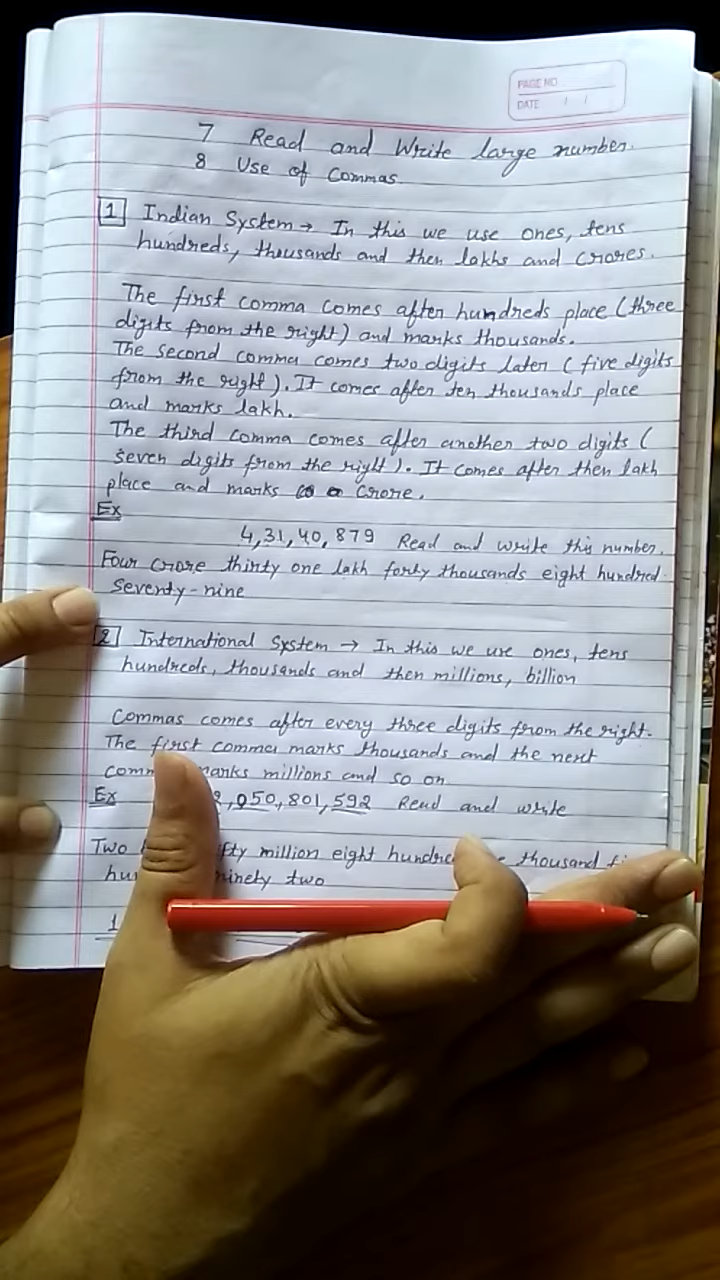 PAGE NO
DATE / /
7 Read and Write large number.
8 Use of Commas
1 Indian System → In this we use ones, tens
hundreds, thousands and then lakhs and crores.
The first comma comes after hundreds place (three
digits from the right) and marks thousands.
The second comma comes two digits later (five digits
from the right). It comes after ten thousands place
and marks lakh.
The third comma comes after another two digits (
seven digits from the right). It comes after then lakh
place and marks crore.
Ex
4,31,40,879 Read and write this number.
Four crore thirty one lakh forty thousands eight hundred
Seventy-nine
2 International System → In this we use ones, tens
hundreds, thousands and then millions, billion
Commas comes after every three digits from the right.
The first comma marks thousands and the next
marks millions and so on
Ex 2,050,801,592 Read and write
Two million eight thousand
ninety two
1